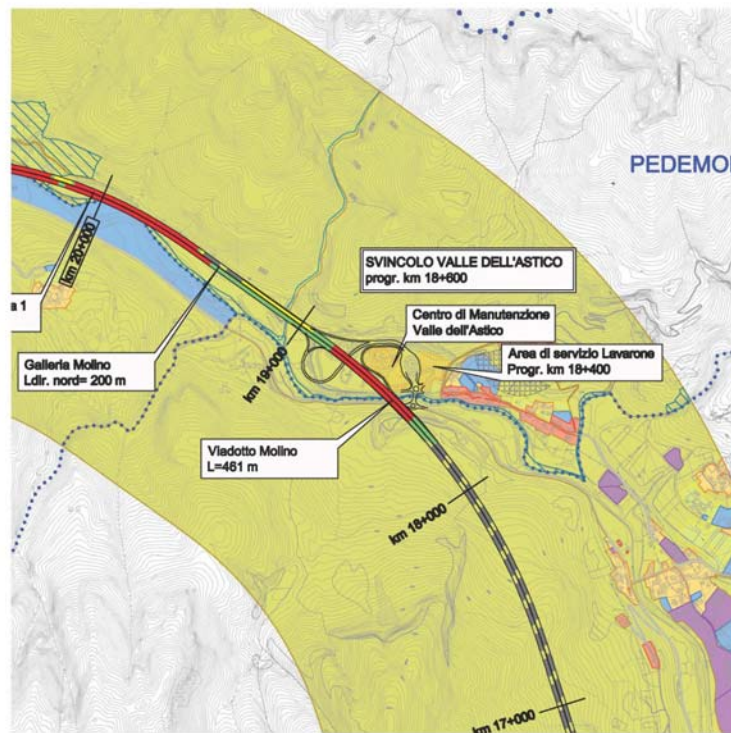 PEDEMO
km 20+000
SVINCOLO VALLE DELL'ASTICO
progr. km 18+600
a 1
Centro di Manutenzione
Valle dell'Astico
Galleria Molino
Ldir. nord= 200 m
km 19+000
Area di servizio Lavarone
Progr. km 18+400
Viadotto Molino
L=461 m
km 18+000
km 17+000